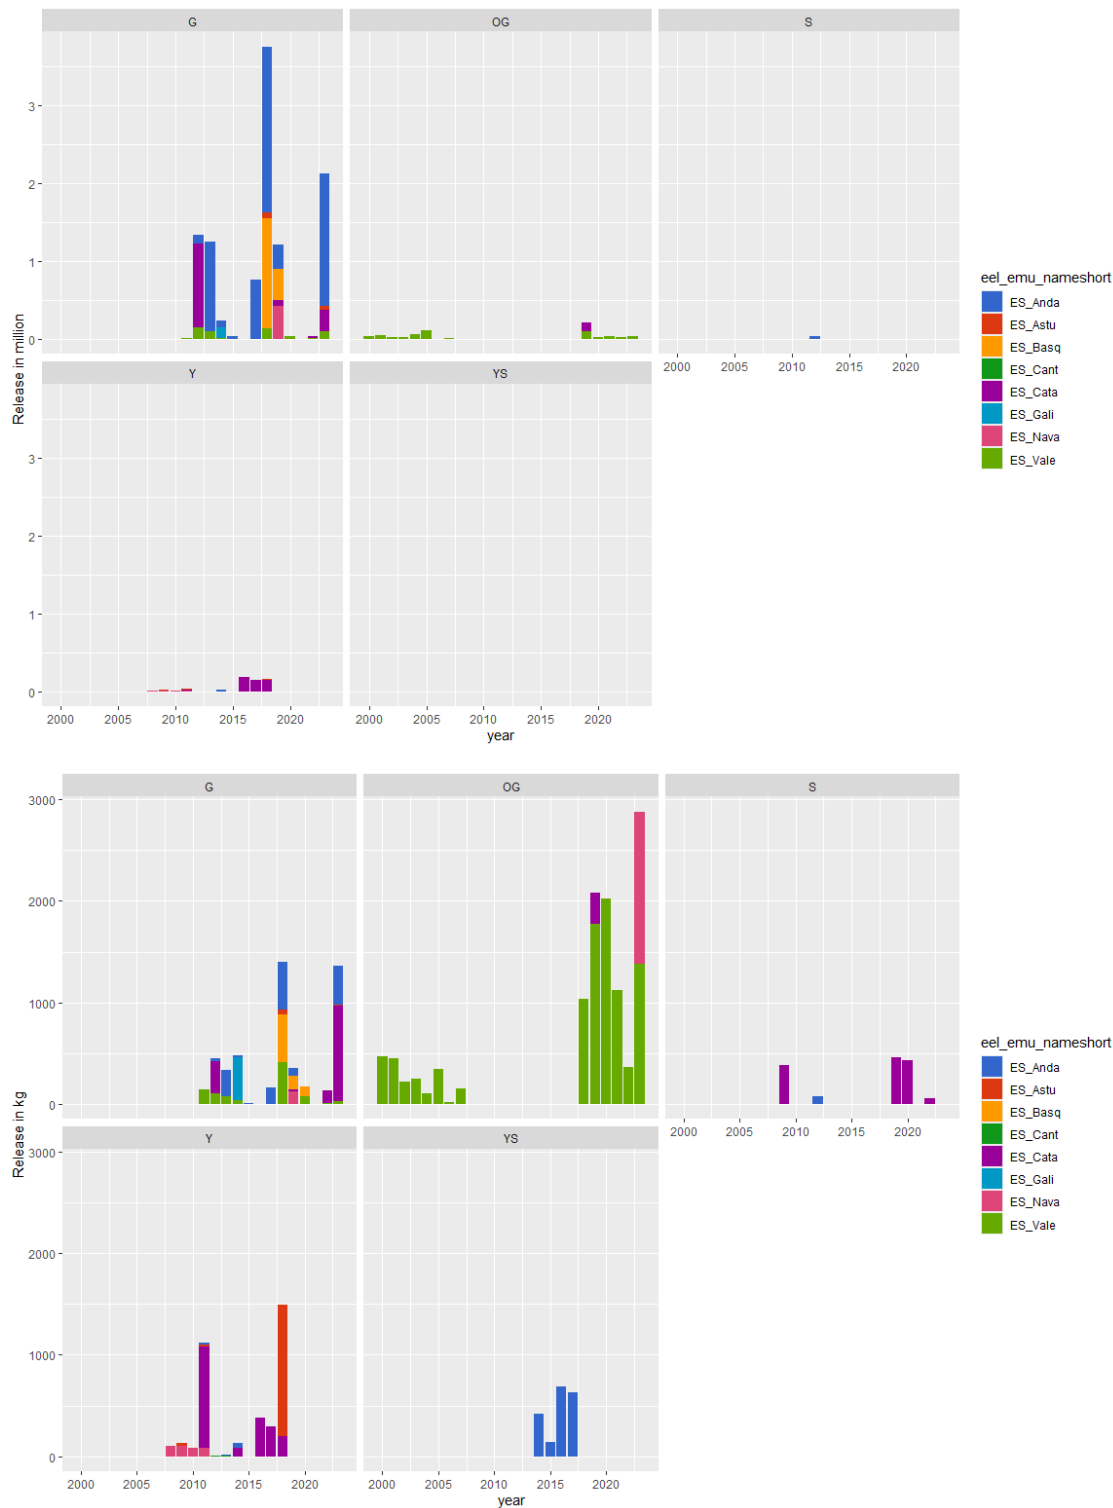 G OG S
3
2
1
0
Release in million
2000 2005 2010 2015 2020
Y YS
3
2
1
0
2000 2005 2010 2015 2020 2000 2005 2010 2015 2020
year
eel_emu_nameshort
ES_Anda
ES_Astu
ES_Basq
ES_Cant
ES_Cata
ES_Gali
ES_Nava
ES_Vale
G OG S
3000
2000
1000
0
Release in kg
2000 2005 2010 2015 2020
Y YS
3000
2000
1000
0
2000 2005 2010 2015 2020 2000 2005 2010 2015 2020
year
eel_emu_nameshort
ES_Anda
ES_Astu
ES_Basq
ES_Cant
ES_Cata
ES_Gali
ES_Nava
ES_Vale